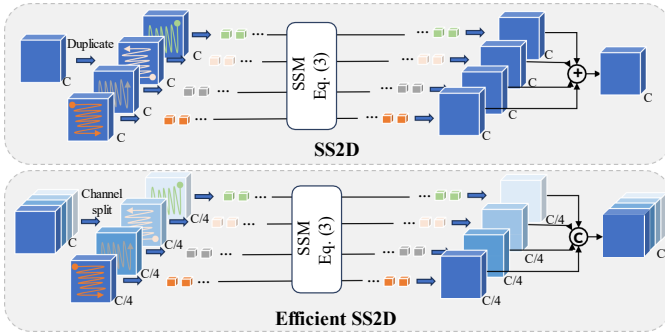 Duplicate
C
C
C
C
C
...
...
...
...
SSM
Eq. (3)
...
...
...
...
C
C
C
C
+
C
SS2D
Channel
split
C
C/4
C/4
C/4
C/4
...
...
...
...
SSM
Eq. (3)
...
...
...
...
C/4
C/4
C/4
C/4
C
C
Efficient SS2D